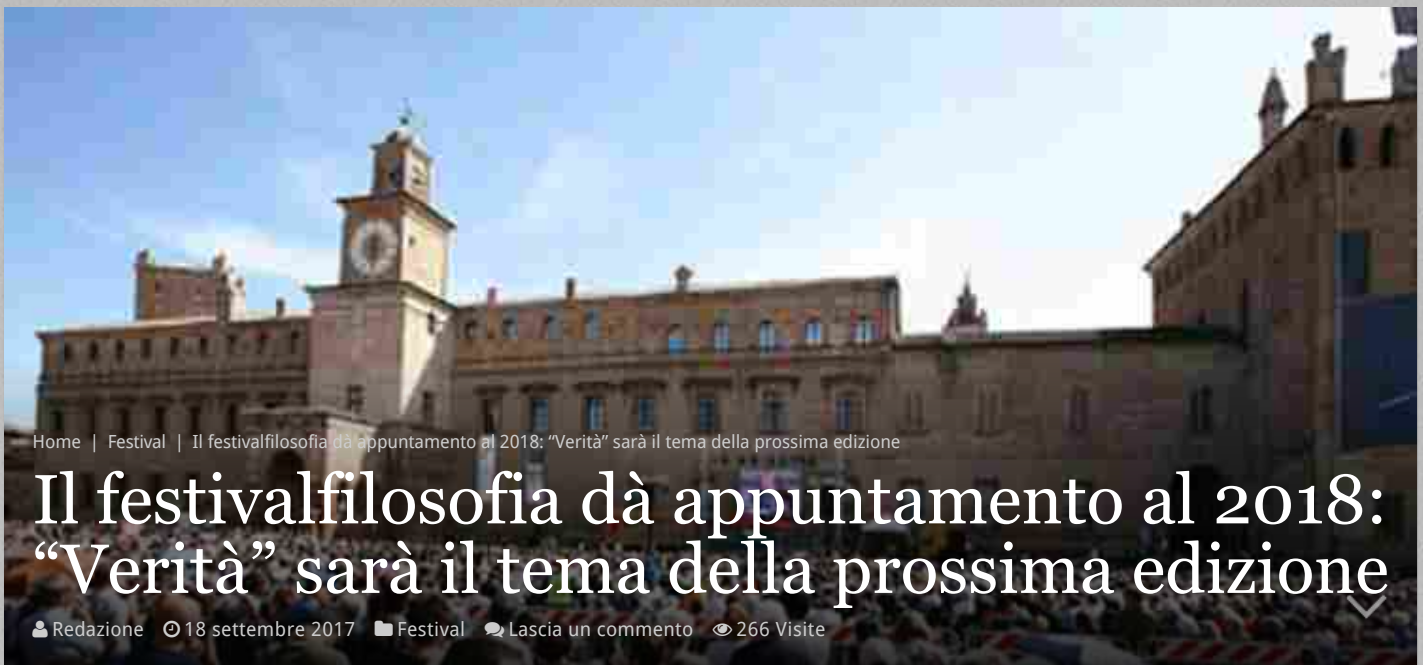 Home | Festival | Il festivalfilosofia dà appuntamento al 2018: “Verità” sarà il tema della prossima edizione
Il festivalfilosofia dà appuntamento al 2018:
“Verità” sarà il tema della prossima edizione
Redazione 18 settembre 2017 Festival Lascia un commento 266 Visite